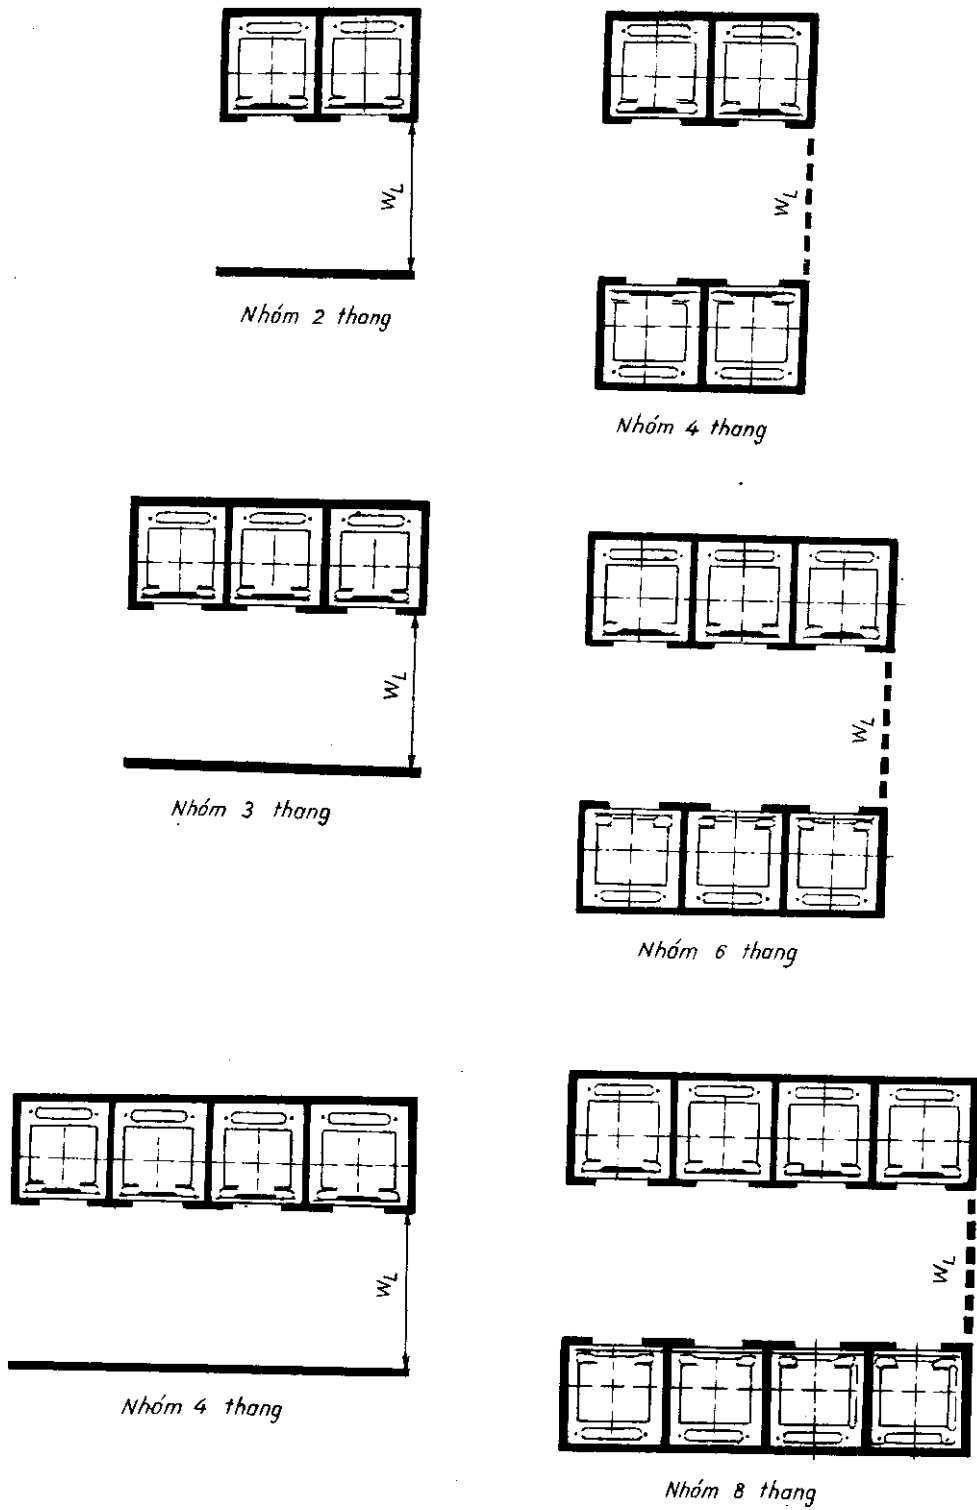 W_L
Nhóm 2 thang
W_L
Nhóm 4 thang
W_L
Nhóm 3 thang
W_L
Nhóm 6 thang
W_L
Nhóm 4 thang
W_L
Nhóm 8 thang